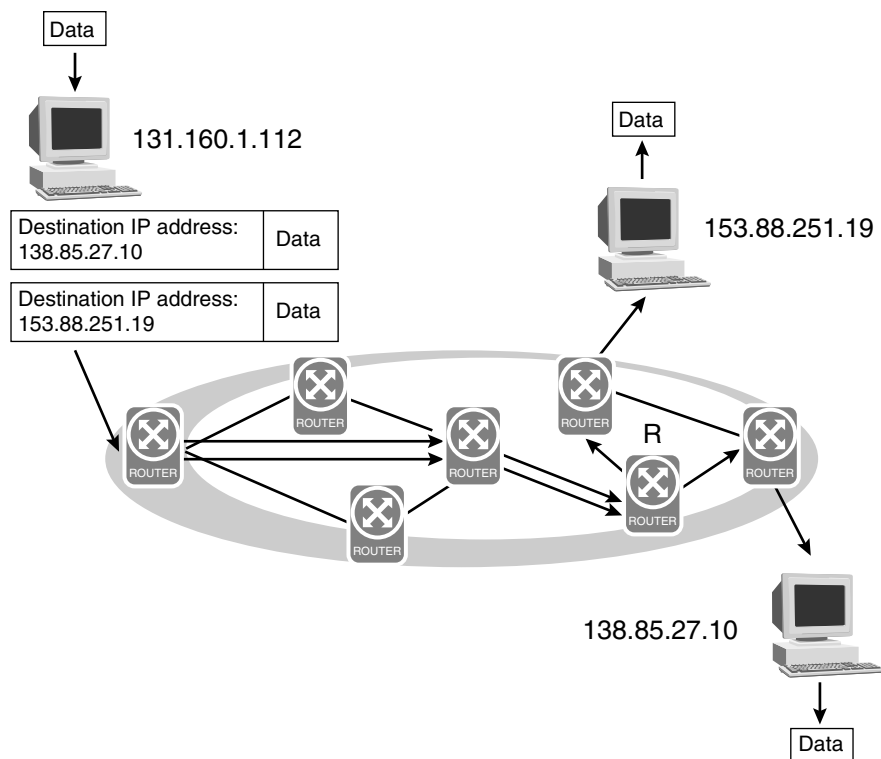 Data
131.160.1.112
Destination IP address:
138.85.27.10
Data
Destination IP address:
153.88.251.19
Data
Data
153.88.251.19
ROUTER
ROUTER
ROUTER
ROUTER
R
ROUTER
ROUTER
ROUTER
138.85.27.10
Data